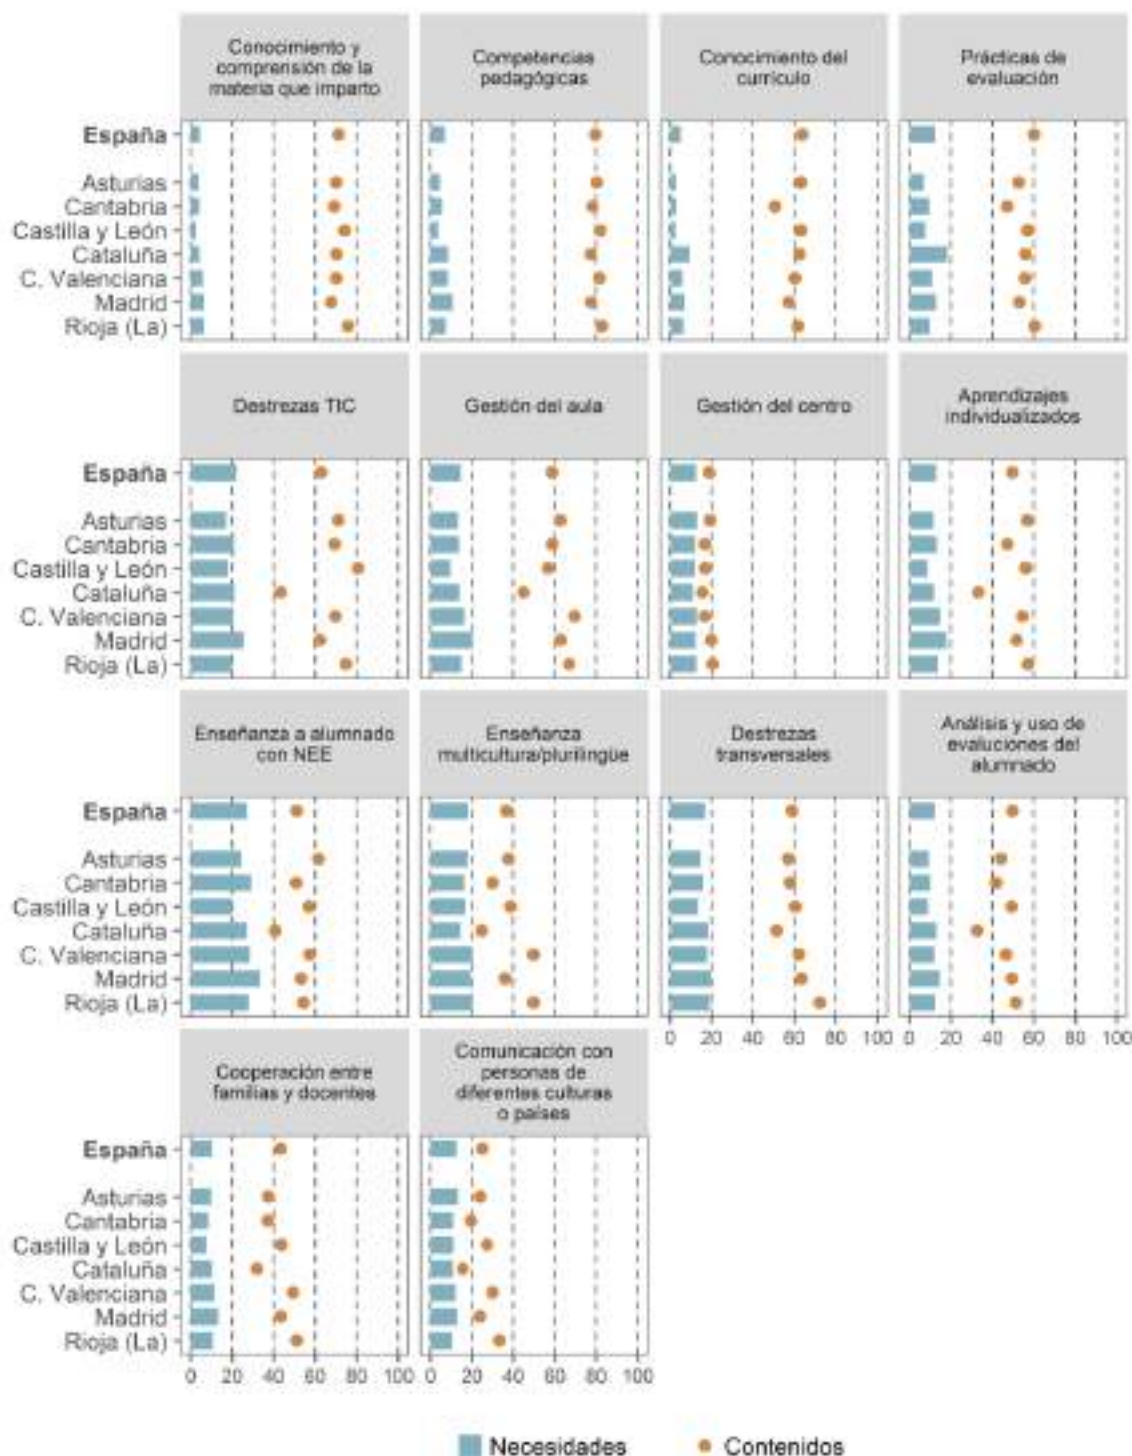 Conocimiento y
comprensión de la
materia que imparto
Competencias
pedagógicas
Conocimiento del
currículo
Prácticas de
evaluación
España
Asturias
Cantabria
Castilla y León
Cataluña
C. Valenciana
Madrid
Rioja (La)
Destrezas TIC
Gestión del aula
Gestión del centro
Aprendizajes
individualizados
España
Asturias
Cantabria
Castilla y León
Cataluña
C. Valenciana
Madrid
Rioja (La)
Enseñanza a alumnado
con NEE
Enseñanza
multicultura/plurilingüe
Destrezas
transversales
Análisis y uso de
evaluciones del
alumnado
España
Asturias
Cantabria
Castilla y León
Cataluña
C. Valenciana
Madrid
Rioja (La)
0 20 40 60 80 100 0 20 40 60 80 100
Cooperación entre
familias y docentes
Comunicación con
personas de
diferentes culturas
o países
España
Asturias
Cantabria
Castilla y León
Cataluña
C. Valenciana
Madrid
Rioja (La)
0 20 40 60 80 100 0 20 40 60 80 100
Necesidades Contenidos